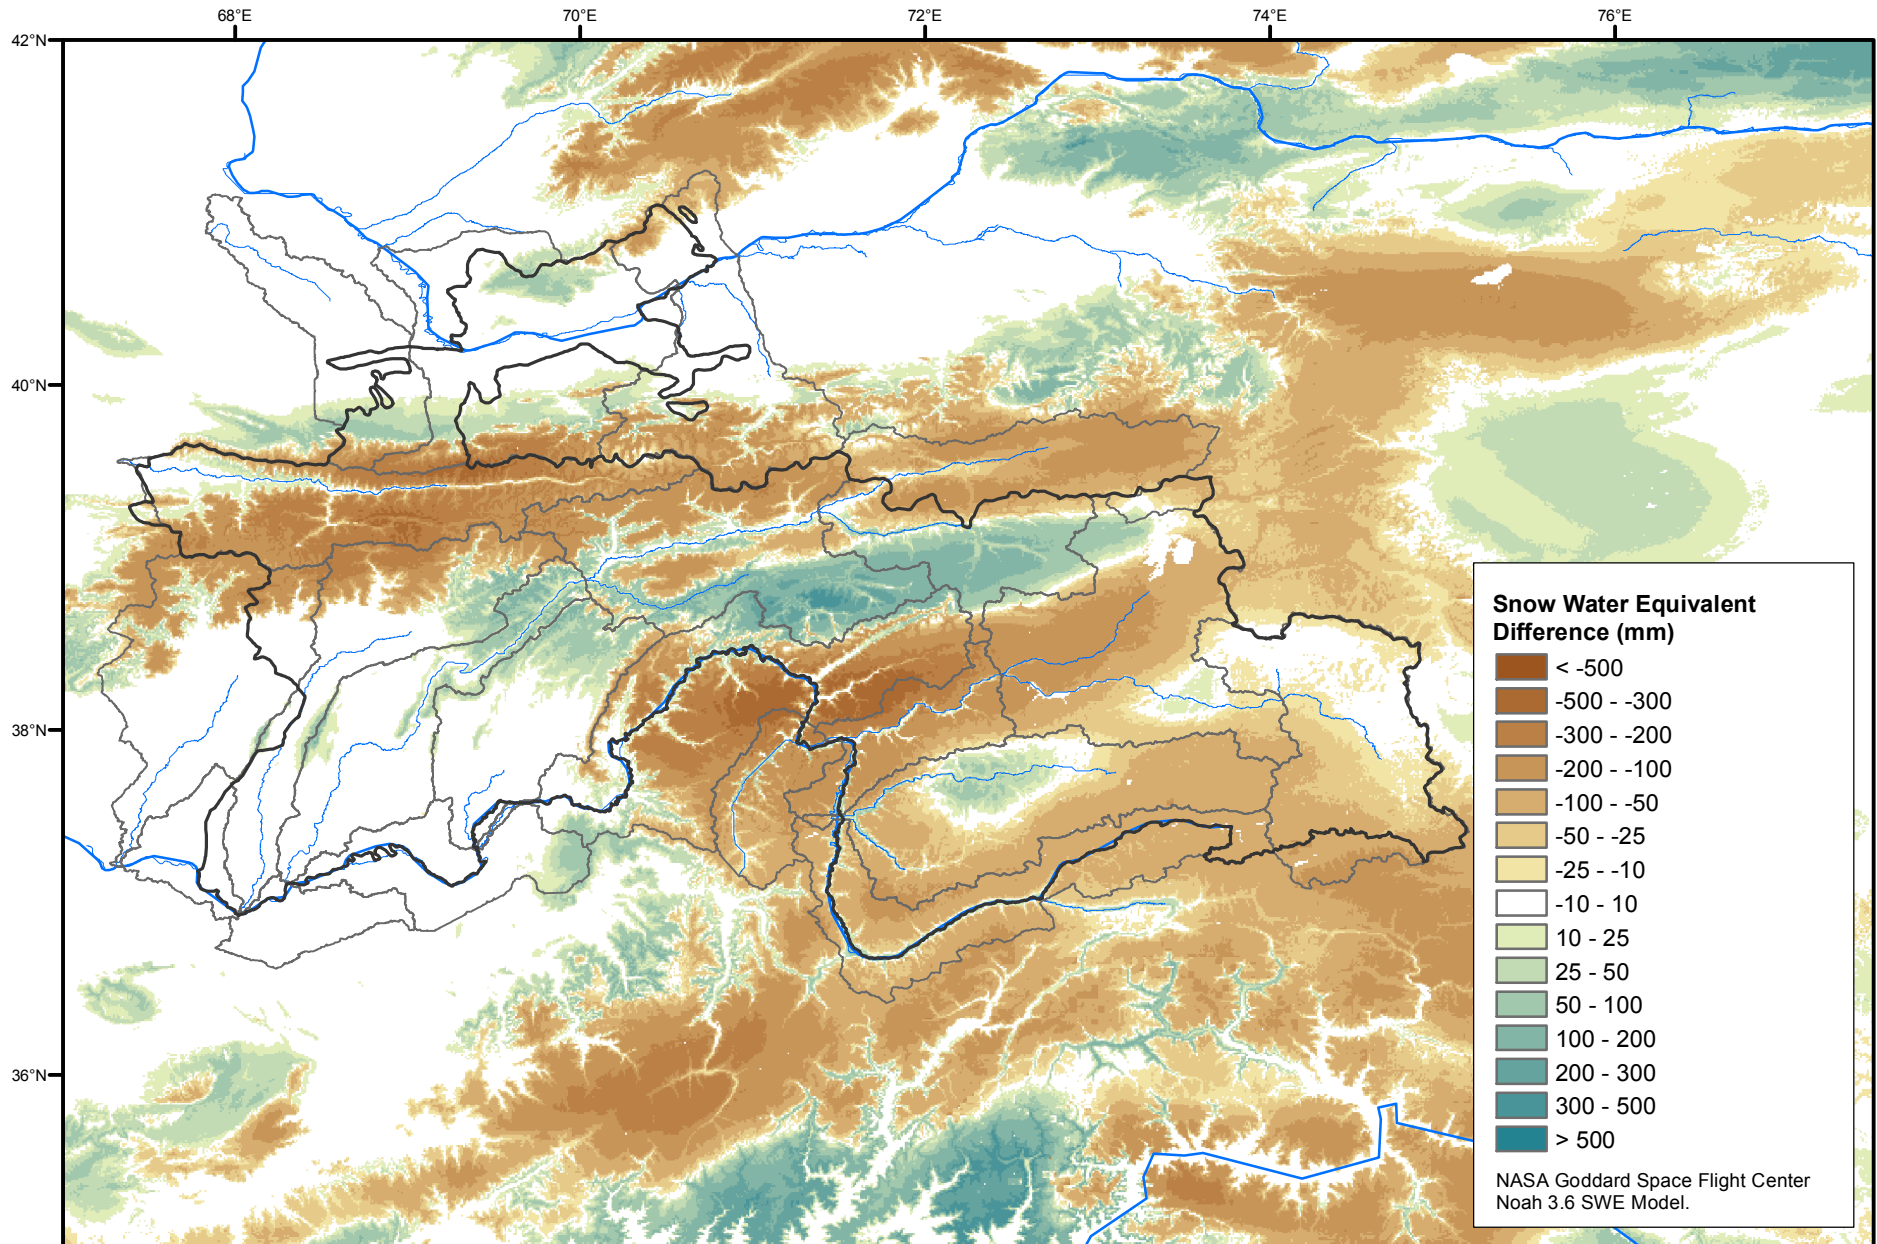 68°E 70°E 72°E 74°E 76°E
42°N
40°N
38°N
36°N
Snow Water Equivalent
Difference (mm)
< -500
-500 - -300
-300 - -200
-200 - -100
-100 - -50
-50 - -25
-25 - -10
-10 - 10
10 - 25
25 - 50
50 - 100
100 - 200
200 - 300
300 - 500
> 500
NASA Goddard Space Flight Center
Noah 3.6 SWE Model.